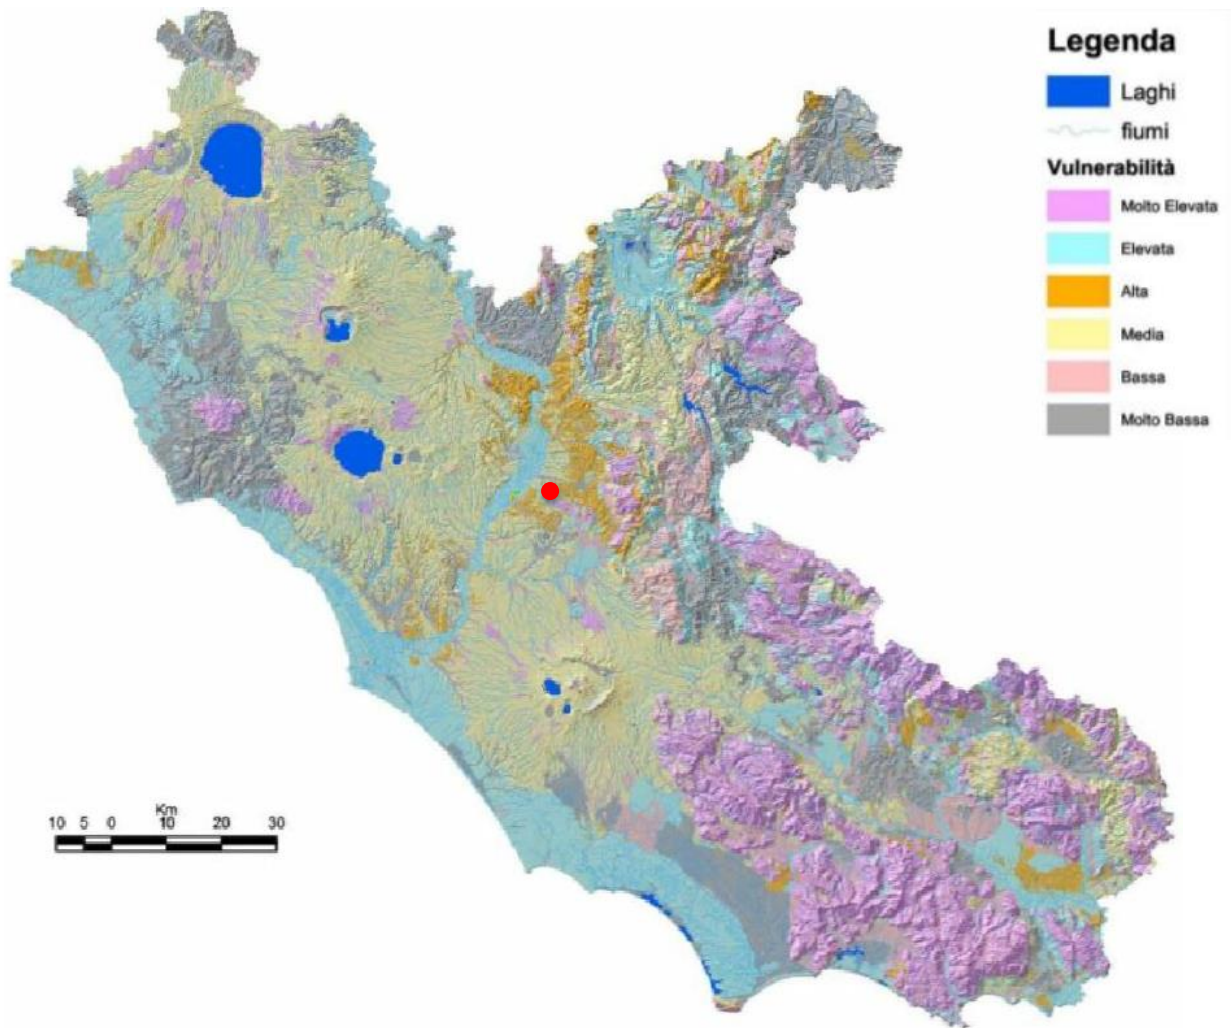 Legenda
Laghi
fiumi
Vulnerabilità
Molto Elevata
Elevata
Alta
Media
Bassa
Molto Bassa
Km
10 5 0 10 20 30